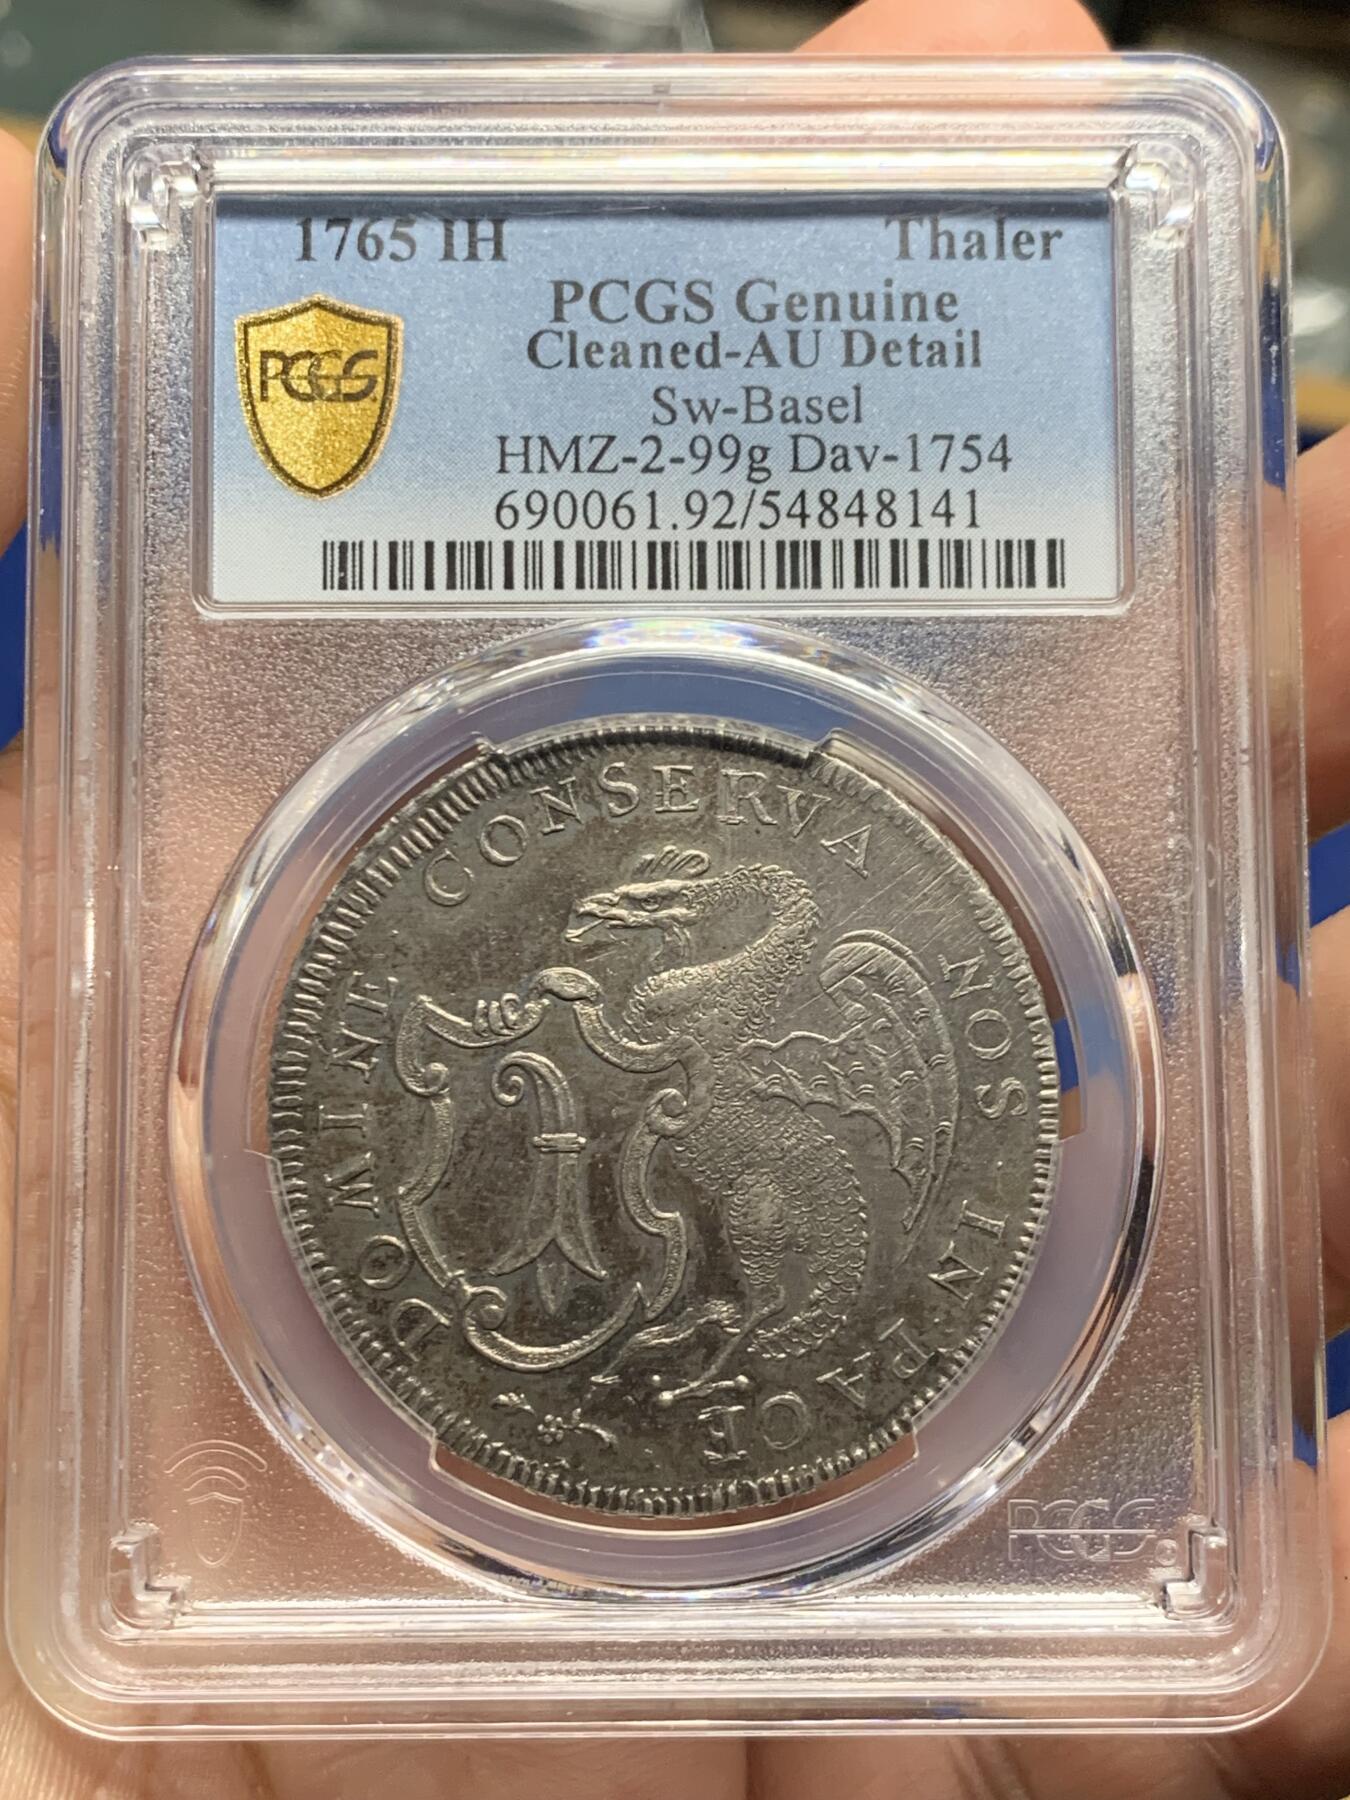 1765 IH Thaler
PCGS Genuine
Cleaned-AU Detail
Sw-Basel
HMZ-2-99g Dav-1754
690061.92/54848141
PCGS
DOMINE CONSERVA NOS IN PACE
PCGS